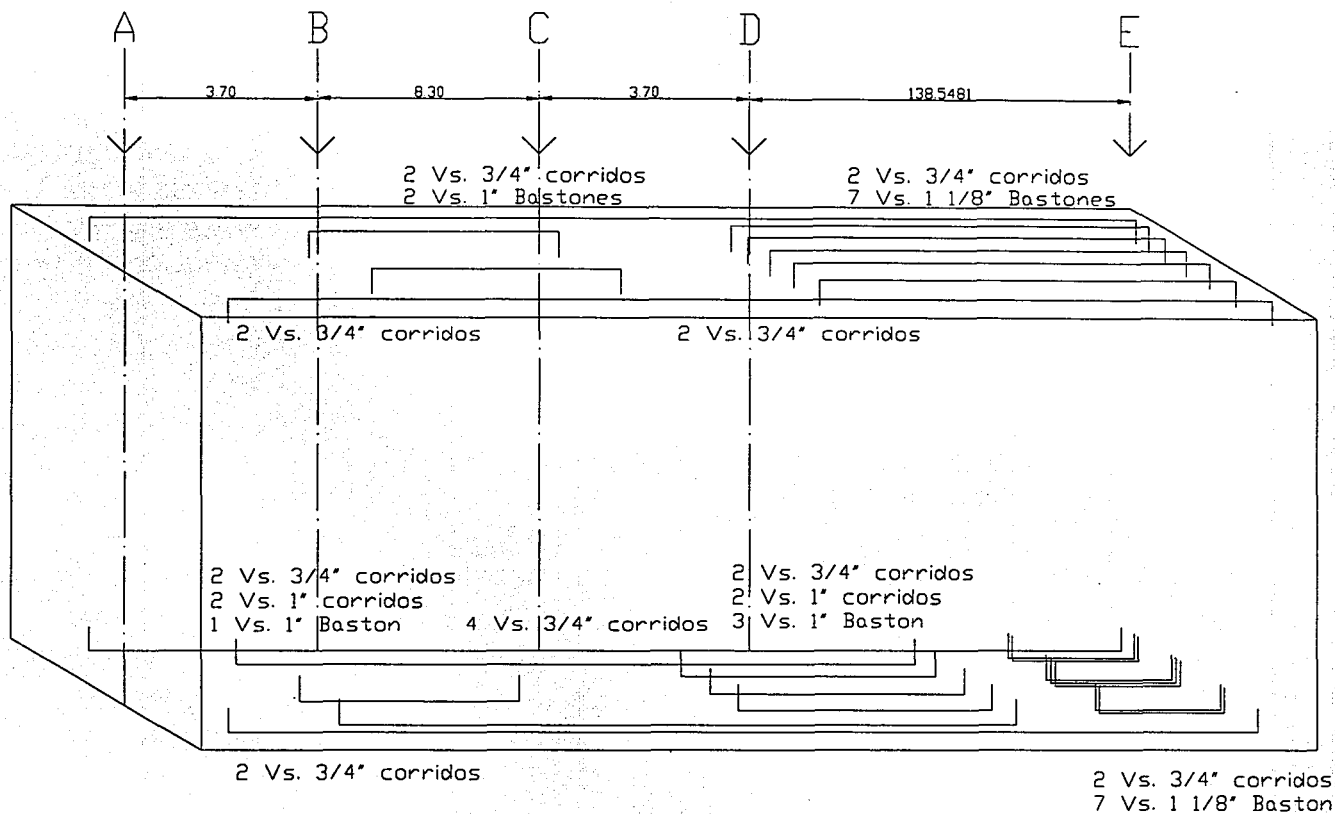 A B C D E
3.70 8.30 3.70 138.5481
2 Vs. 3/4" corridos
2 Vs. 1" Bastones
2 Vs. 3/4" corridos
7 Vs. 1 1/8" Bastones
2 Vs. 3/4" corridos
2 Vs. 3/4" corridos
2 Vs. 3/4" corridos
2 Vs. 1" corridos
1 Vs. 1" Baston
4 Vs. 3/4" corridos
2 Vs. 3/4" corridos
2 Vs. 1" corridos
3 Vs. 1" Baston
2 Vs. 3/4" corridos
2 Vs. 3/4" corridos
7 Vs. 1 1/8" Baston